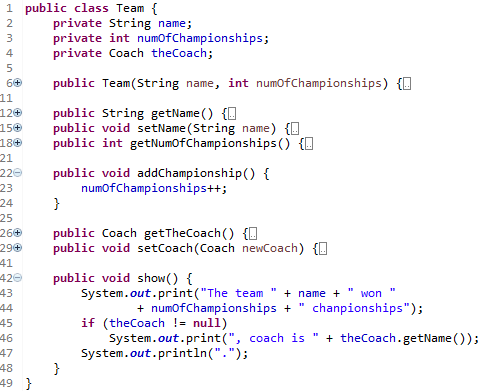 1 public class Team {
2 private String name;
3 private int numOfChampionships;
4 private Coach theCoach;
5
6 public Team(String name, int numOfChampionships) {..
11
12 public String getName() {..
15 public void setName(String name) {..
18 public int getNumOfChampionships() {..
21
22 public void addChampionship() {
23 numOfChampionships++;
24 }
25
26 public Coach getTheCoach() {..
29 public void setCoach(Coach newCoach) {..
41
42 public void show() {
43 System.out.print("The team " + name + " won "
44 + numOfChampionships + " chanpionships");
45 if (theCoach != null)
46 System.out.print(", coach is " + theCoach.getName());
47 System.out.println(".");
48 }
49 }